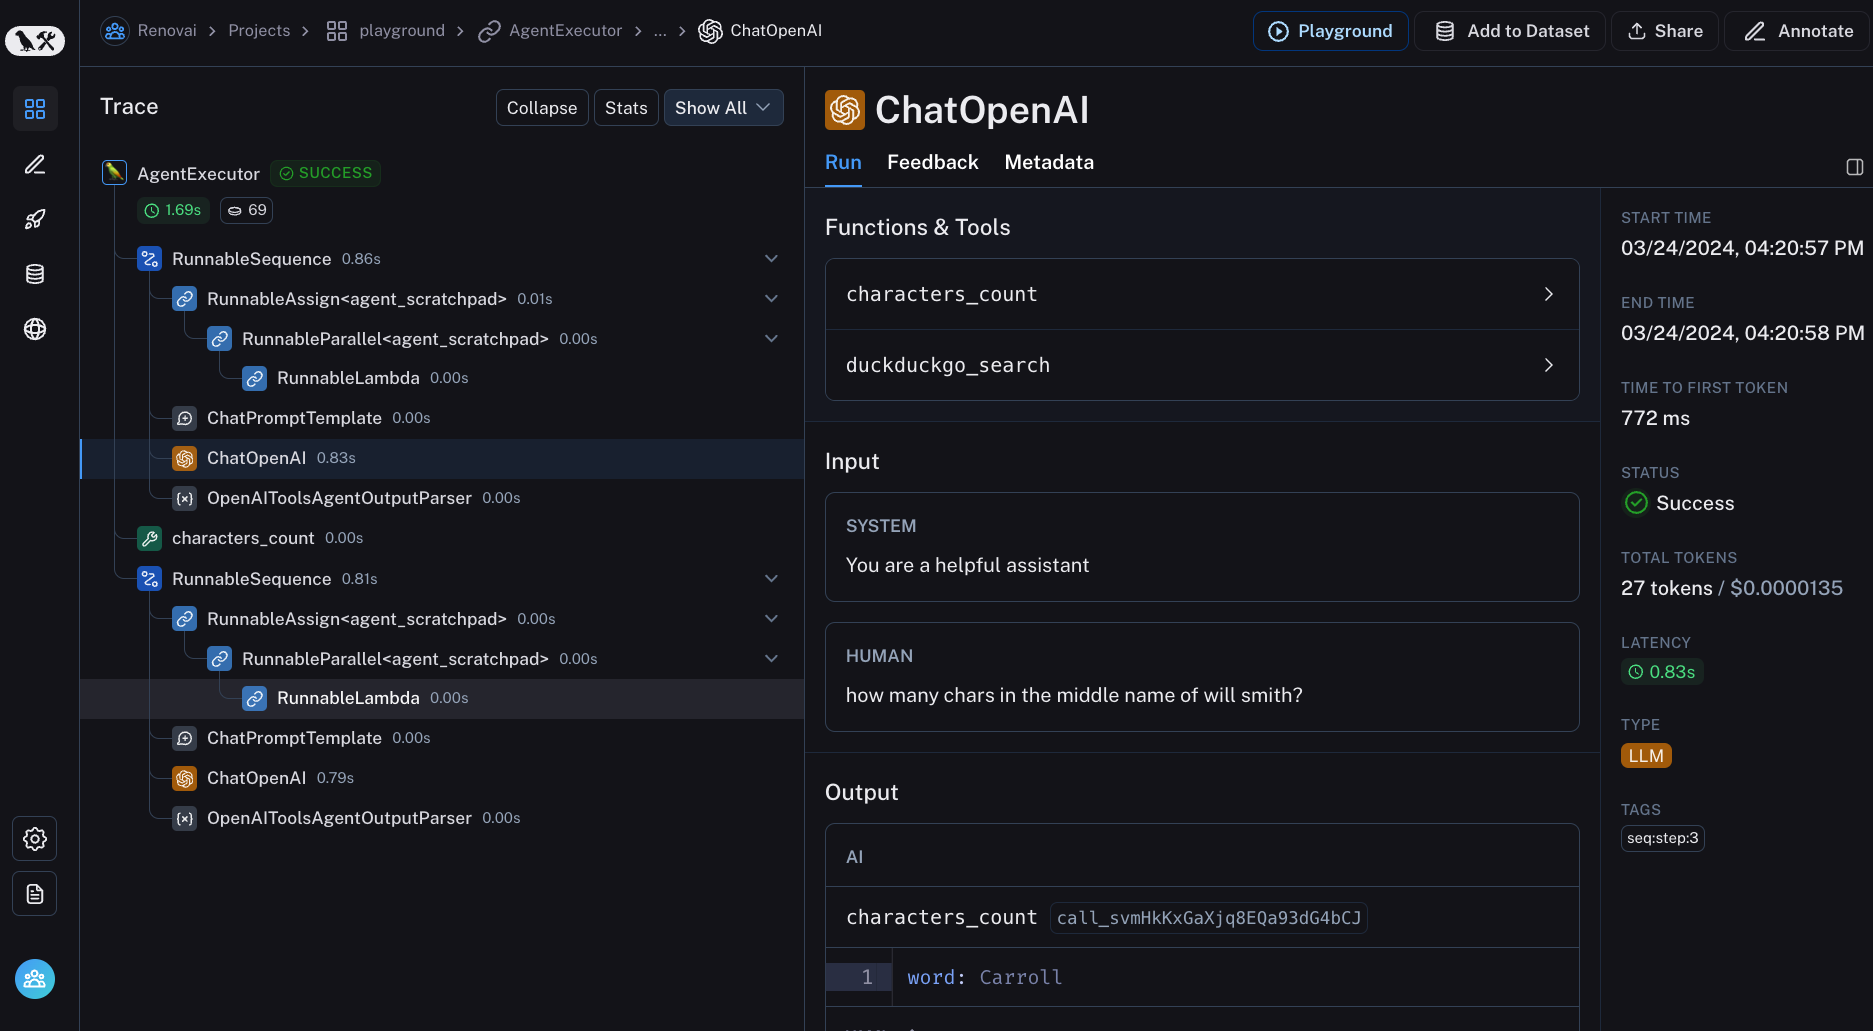 Renovai > Projects > playground > AgentExecutor > ... > ChatOpenAI
Playground
Add to Dataset
Share
Annotate
Trace
Collapse
Stats
Show All
AgentExecutor SUCCESS
1.69s 69
RunnableSequence 0.86s
RunnableAssign<agent_scratchpad> 0.01s
RunnableParallel<agent_scratchpad> 0.00s
RunnableLambda 0.00s
ChatPromptTemplate 0.00s
ChatOpenAI 0.83s
OpenAIToolsAgentOutputParser 0.00s
characters_count 0.00s
RunnableSequence 0.81s
RunnableAssign<agent_scratchpad> 0.00s
RunnableParallel<agent_scratchpad> 0.00s
RunnableLambda 0.00s
ChatPromptTemplate 0.00s
ChatOpenAI 0.79s
OpenAIToolsAgentOutputParser 0.00s
ChatOpenAI
Run Feedback Metadata
Functions & Tools
characters_count
duckduckgo_search
Input
SYSTEM
You are a helpful assistant
HUMAN
how many chars in the middle name of will smith?
Output
AI
characters_count call_svmHkKxGaXjq8EQa93dG4bCJ
1 word: Carroll
START TIME
03/24/2024, 04:20:57 PM
END TIME
03/24/2024, 04:20:58 PM
TIME TO FIRST TOKEN
772 ms
STATUS
Success
TOTAL TOKENS
27 tokens / $0.0000135
LATENCY
0.83s
TYPE
LLM
TAGS
seq:step:3